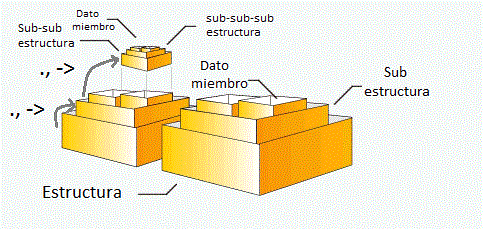 Dato
miembro
sub-sub-sub
estructura
Sub-sub
estructura
., ->
Dato
miembro
Sub
estructura
., ->
Estructura